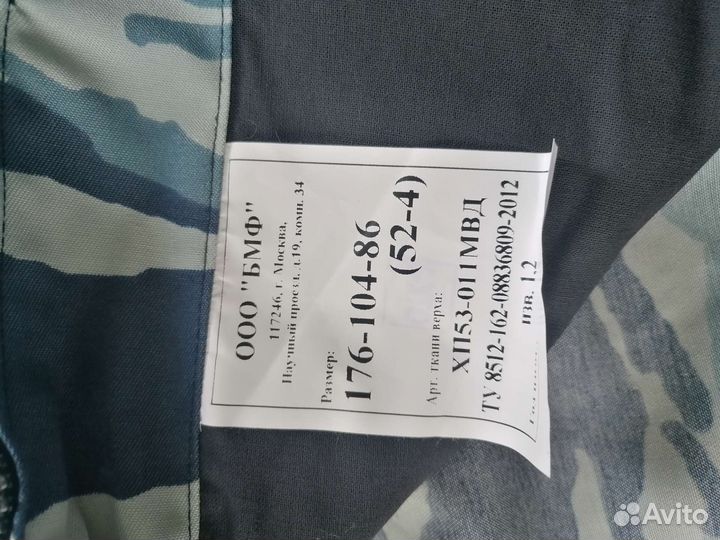 ООО "БМФ"
117246, г. Москва,
Научный проезд, д.19, комн. 34
Размер:
176-104-86
(52-4)
Арт. ткани верха:
ХП53-011МВД
ТУ 8512-162-08836809-2012
изв. 1,2
Avito